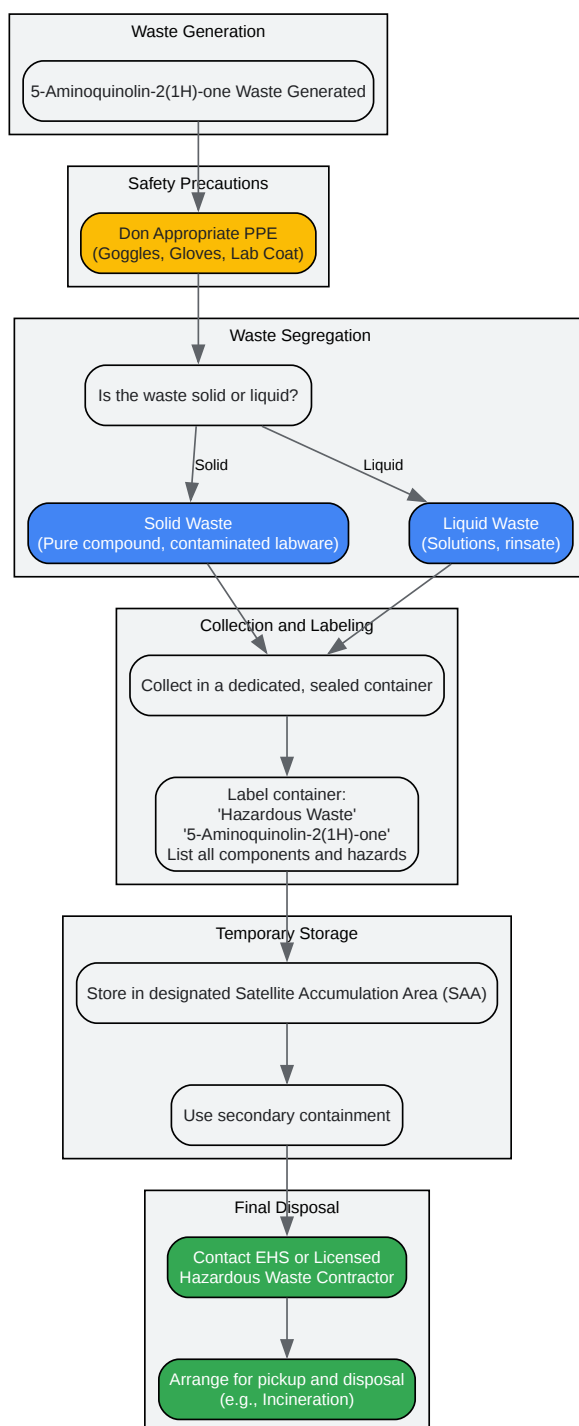 Waste Generation
5-Aminoquinolin-2(1H)-one Waste Generated
Safety Precautions
Don Appropriate PPE
(Goggles, Gloves, Lab Coat)
Waste Segregation
Is the waste solid or liquid?
Solid
Liquid
Solid Waste
(Pure compound, contaminated labware)
Liquid Waste
(Solutions, rinsate)
Collection and Labeling
Collect in a dedicated, sealed container
Label container:
'Hazardous Waste'
'5-Aminoquinolin-2(1H)-one'
List all components and hazards
Temporary Storage
Store in designated Satellite Accumulation Area (SAA)
Use secondary containment
Final Disposal
Contact EHS or Licensed
Hazardous Waste Contractor
Arrange for pickup and disposal
(e.g., Incineration)